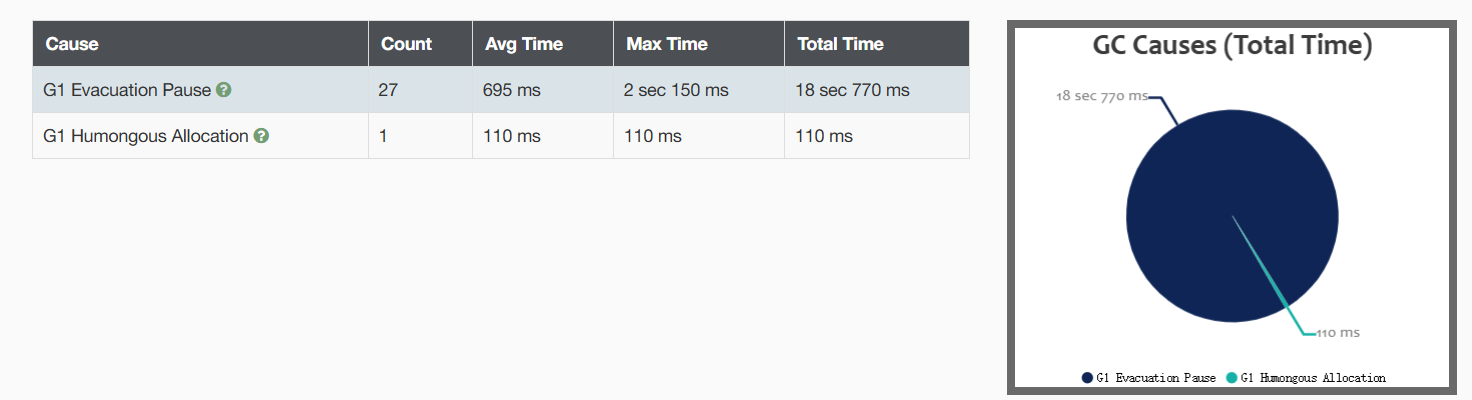 Cause Count Avg Time Max Time Total Time
G1 Evacuation Pause ? 27 695 ms 2 sec 150 ms 18 sec 770 ms
G1 Humongous Allocation ? 1 110 ms 110 ms 110 ms
GC Causes (Total Time)
18 sec 770 ms
110 ms
G1 Evacuation Pause G1 Humongous Allocation